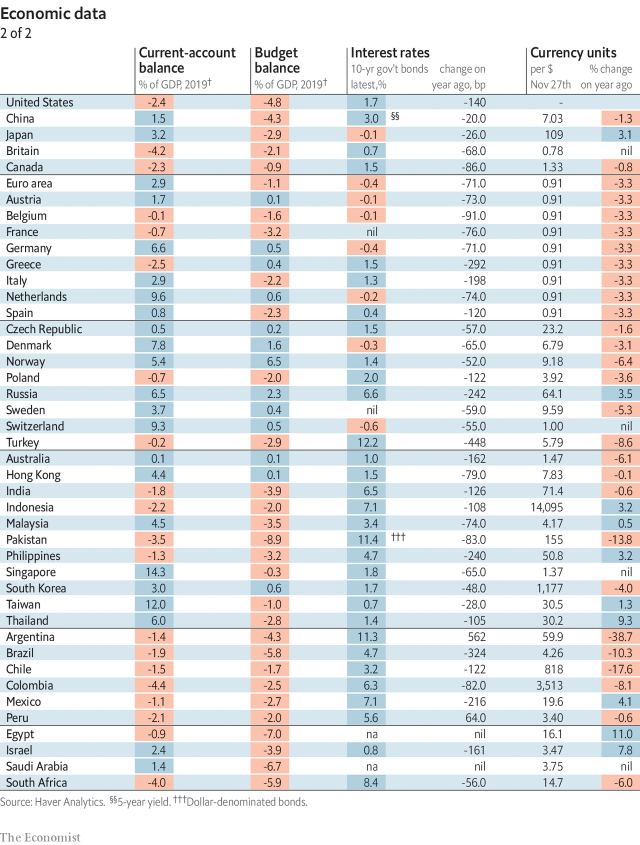 Economic data
2 of 2
Current-account Budget Interest rates Currency units
balance balance 10-yr gov't bonds change on per $ % change
% of GDP, 2019† % of GDP, 2019† latest,% year ago, bp Nov 27th on year ago
United States -2.4 -4.8 1.7 -140 -
China 1.5 -4.3 3.0 §§ -20.0 7.03 -1.3
Japan 3.2 -2.9 -0.1 -26.0 109 3.1
Britain -4.2 -2.1 0.7 -68.0 0.78 nil
Canada -2.3 -0.9 1.5 -86.0 1.33 -0.8
Euro area 2.9 -1.1 -0.4 -71.0 0.91 -3.3
Austria 1.7 0.1 -0.1 -73.0 0.91 -3.3
Belgium -0.1 -1.6 -0.1 -91.0 0.91 -3.3
France -0.7 -3.2 nil -76.0 0.91 -3.3
Germany 6.6 0.5 -0.4 -71.0 0.91 -3.3
Greece -2.5 0.4 1.5 -292 0.91 -3.3
Italy 2.9 -2.2 1.3 -198 0.91 -3.3
Netherlands 9.6 0.6 -0.2 -74.0 0.91 -3.3
Spain 0.8 -2.3 0.4 -120 0.91 -3.3
Czech Republic 0.5 0.2 1.5 -57.0 23.2 -1.6
Denmark 7.8 1.6 -0.3 -65.0 6.79 -3.1
Norway 5.4 6.5 1.4 -52.0 9.18 -6.4
Poland -0.7 -2.0 2.0 -122 3.92 -3.6
Russia 6.5 2.3 6.6 -242 64.1 3.5
Sweden 3.7 0.4 nil -59.0 9.59 -5.3
Switzerland 9.3 0.5 -0.6 -55.0 1.00 nil
Turkey -0.2 -2.9 12.2 -448 5.79 -8.6
Australia 0.1 0.1 1.0 -162 1.47 -6.1
Hong Kong 4.4 0.1 1.5 -79.0 7.83 -0.1
India -1.8 -3.9 6.5 -126 71.4 -0.6
Indonesia -2.2 -2.0 7.1 -108 14,095 3.2
Malaysia 4.5 -3.5 3.4 -74.0 4.17 0.5
Pakistan -3.5 -8.9 11.4 ††† -83.0 155 -13.8
Philippines -1.3 -3.2 4.7 -240 50.8 3.2
Singapore 14.3 -0.3 1.8 -65.0 1.37 nil
South Korea 3.0 0.6 1.7 -48.0 1,177 -4.0
Taiwan 12.0 -1.0 0.7 -28.0 30.5 1.3
Thailand 6.0 -2.8 1.4 -105 30.2 9.3
Argentina -1.4 -4.3 11.3 562 59.9 -38.7
Brazil -1.9 -5.8 4.7 -324 4.26 -10.3
Chile -1.5 -1.7 3.2 -122 818 -17.6
Colombia -4.4 -2.5 6.3 -82.0 3,513 -8.1
Mexico -1.1 -2.7 7.1 -216 19.6 4.1
Peru -2.1 -2.0 5.6 64.0 3.40 -0.6
Egypt -0.9 -7.0 na nil 16.1 11.0
Israel 2.4 -3.9 0.8 -161 3.47 7.8
Saudi Arabia 1.4 -6.7 na nil 3.75 nil
South Africa -4.0 -5.9 8.4 -56.0 14.7 -6.0
Source: Haver Analytics. §§5-year yield. †††Dollar-denominated bonds.
The Economist